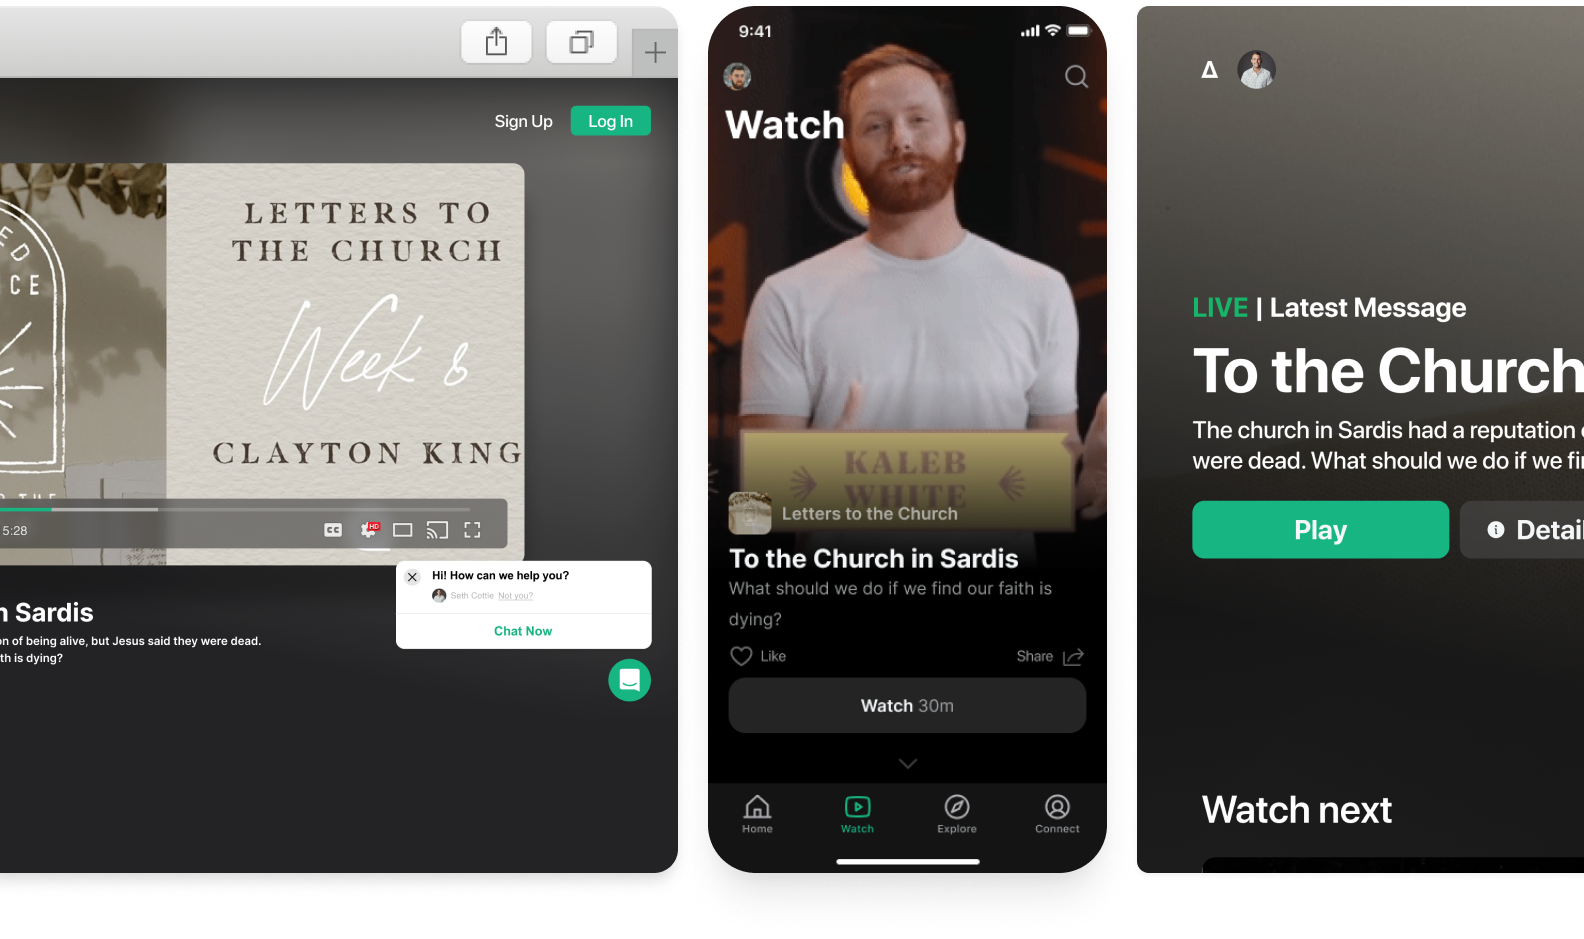 Sign Up
Log In
LETTERS TO
THE CHURCH
Week 8
CLAYTON KING
CE
THE
5:28
CC
HD
Hi! How can we help you?
Seth Cottle Not you?
Chat Now
n Sardis
on of being alive, but Jesus said they were dead.
th is dying?
9:41
Watch
KALEB
WHITE
Letters to the Church
To the Church in Sardis
What should we do if we find our faith is
dying?
Like
Share
Watch 30m
Home
Watch
Explore
Connect
LIVE | Latest Message
To the Church
The church in Sardis had a reputation
were dead. What should we do if we fi
Play
Detail
Watch next